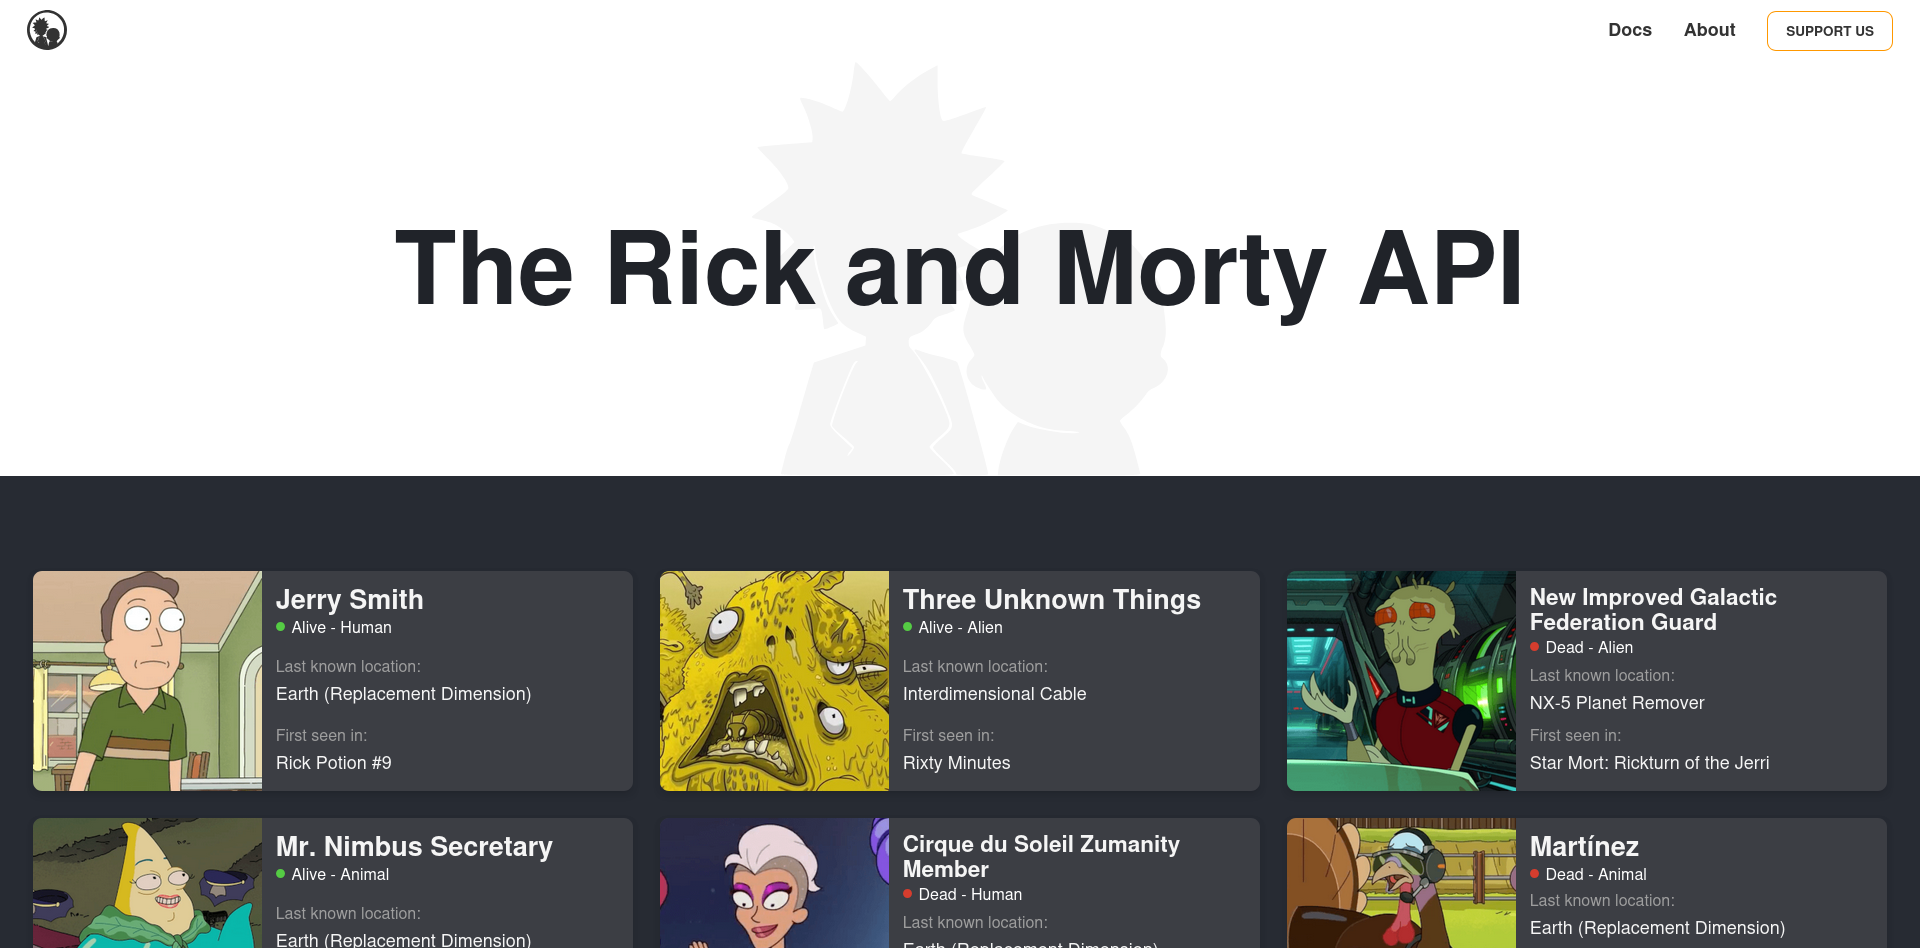 Docs
About
SUPPORT US
The Rick and Morty API
Jerry Smith
Alive - Human
Last known location:
Earth (Replacement Dimension)
First seen in:
Rick Potion #9
Three Unknown Things
Alive - Alien
Last known location:
Interdimensional Cable
First seen in:
Rixty Minutes
New Improved Galactic
Federation Guard
Dead - Alien
Last known location:
NX-5 Planet Remover
First seen in:
Star Mort: Rickturn of the Jerri
Mr. Nimbus Secretary
Alive - Animal
Last known location:
Earth (Replacement Dimension)
Cirque du Soleil Zumanity
Member
Dead - Human
Last known location:
Earth (Replacement Dimension)
Martínez
Dead - Animal
Last known location:
Earth (Replacement Dimension)